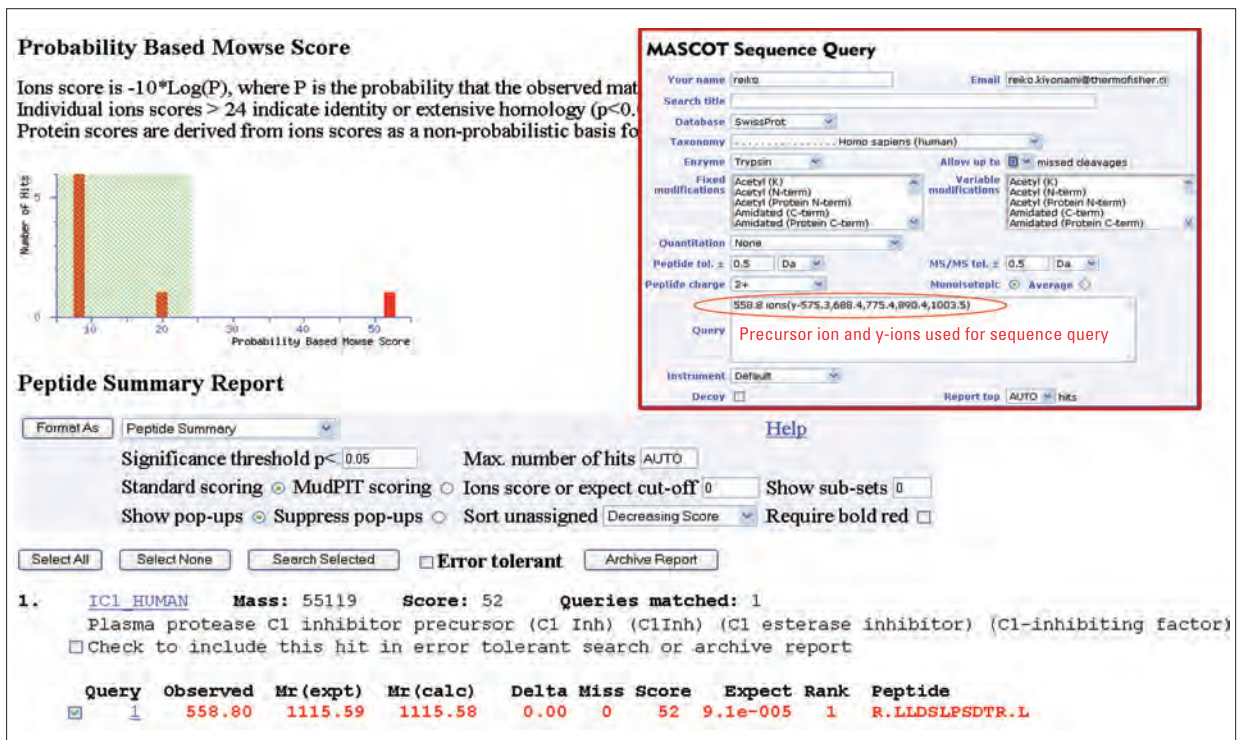 Probability Based Mowse Score
Ions score is -10*Log(P), where P is the probability that the observed mat
Individual ions scores > 24 indicate identity or extensive homology (p<0.
Protein scores are derived from ions scores as a non-probabilistic basis fo
Number of Hits
5
0
10 20 30 40 50
Probability Based Mowse Score
MASCOT Sequence Query
Your name reiko Email reiko.kiyonami@thermofisher.c
Search title
Database SwissProt
Taxonomy . . . . . . . . . . . . . . . . Homo sapiens (human)
Enzyme Trypsin Allow up to 0 missed cleavages
Fixed modifications Variable modifications
Acetyl (K) Acetyl (K)
Acetyl (N-term) Acetyl (N-term)
Acetyl (Protein N-term) Acetyl (Protein N-term)
Amidated (C-term) Amidated (C-term)
Amidated (Protein C-term) Amidated (Protein C-term)
Quantitation None
Peptide tol. ± 0.5 Da MS/MS tol. ± 0.5 Da
Peptide charge 2+ Monoisotopic Average
558.8 ions(y-575.3,688.4,775.4,890.4,1003.5)
Query Precursor ion and y-ions used for sequence query
Instrument Default
Decoy Report top AUTO hits
Peptide Summary Report
Format As Peptide Summary Help
Significance threshold p< 0.05 Max. number of hits AUTO
Standard scoring MudPIT scoring Ions score or expect cut-off 0 Show sub-sets 0
Show pop-ups Suppress pop-ups Sort unassigned Decreasing Score Require bold red
Select All Select None Search Selected Error tolerant Archive Report
1. IC1_HUMAN Mass: 55119 Score: 52 Queries matched: 1
Plasma protease C1 inhibitor precursor (C1 Inh) (C1Inh) (C1 esterase inhibitor) (C1-inhibiting factor)
Check to include this hit in error tolerant search or archive report
Query Observed Mr(expt) Mr(calc) Delta Miss Score Expect Rank Peptide
1 558.80 1115.59 1115.58 0.00 0 52 9.1e-005 1 R.LLDSLPSDTR.L